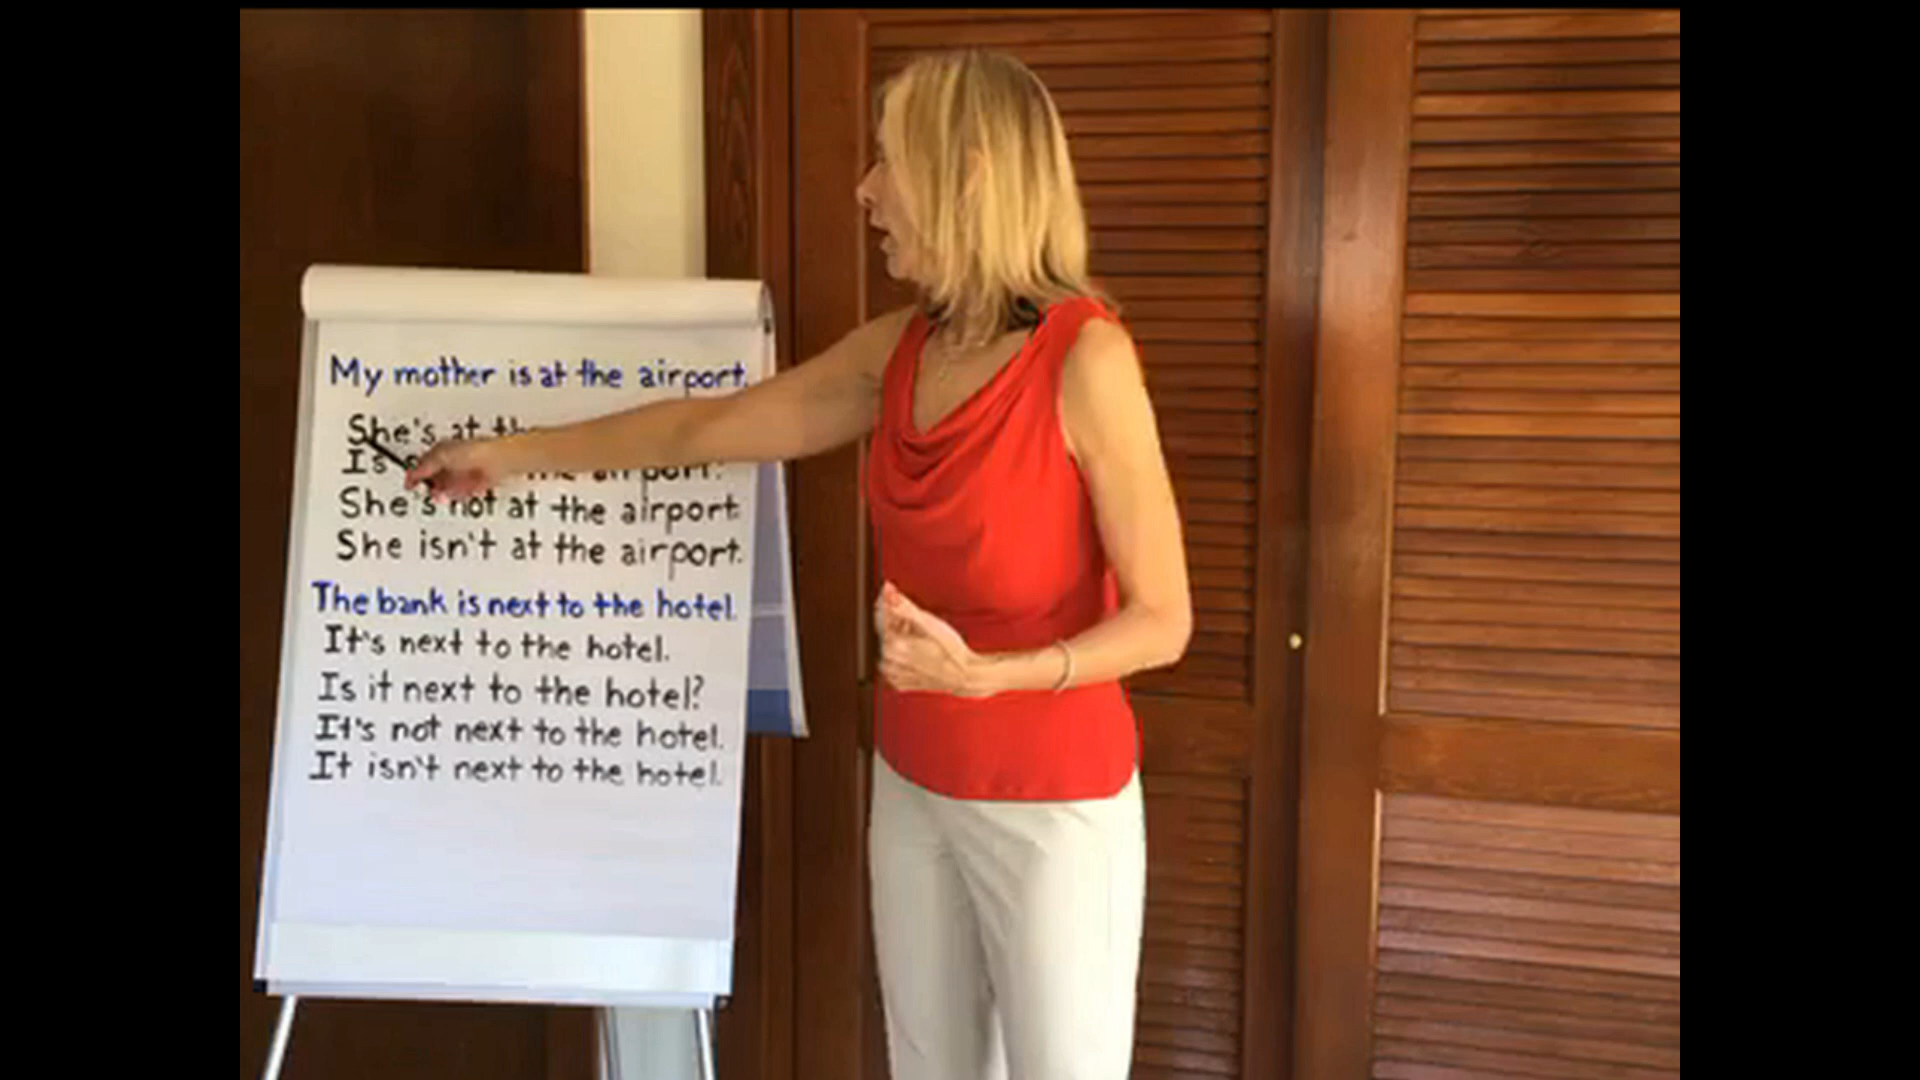 My mother is at the airport.
She's at the
Is airport?
She's not at the airport.
She isn't at the airport.
The bank is next to the hotel.
It's next to the hotel.
Is it next to the hotel?
It's not next to the hotel.
It isn't next to the hotel.